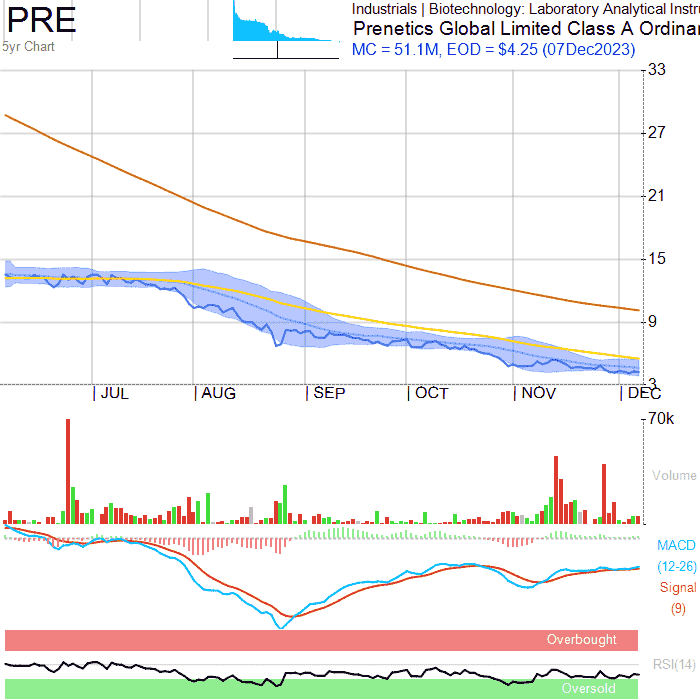 PRE
Industrials | Biotechnology: Laboratory Analytical Instru
Prenetics Global Limited Class A Ordinar
5yr Chart
MC = 51.1M, EOD = $4.25 (07Dec2023)
33
27
21
15
9
3
| JUL | AUG | SEP | OCT | NOV | DEC
70k
Volume
MACD
(12-26)
Signal
(9)
Overbought
RSI(14)
Oversold